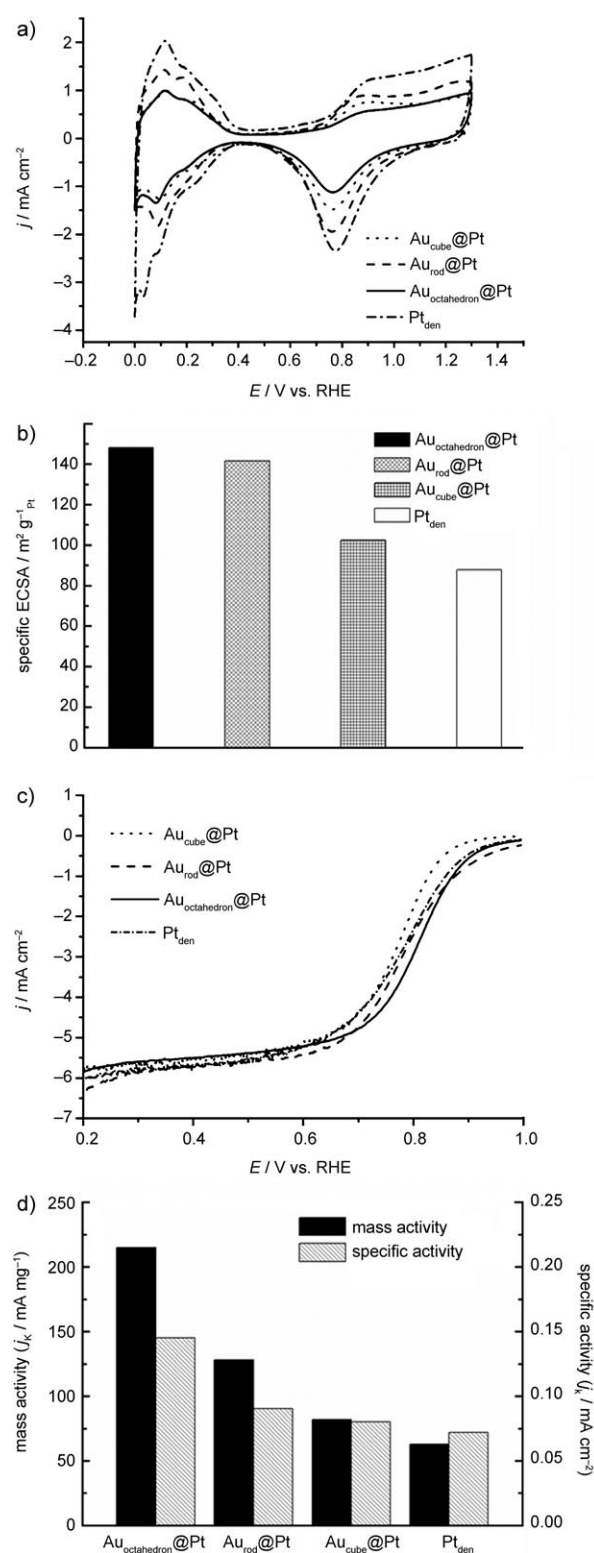 a)
2
1
0
−1
−2
−3
−4
j / mA cm⁻²
Au_cube@Pt
Au_rod@Pt
Au_octahedron@Pt
Pt_den
−0.2 0.0 0.2 0.4 0.6 0.8 1.0 1.2 1.4
E / V vs. RHE
b)
140
120
100
80
60
40
20
0
specific ECSA / m² g⁻¹_Pt
Au_octahedron@Pt
Au_rod@Pt
Au_cube@Pt
Pt_den
c)
1
0
−1
−2
−3
−4
−5
−6
−7
j / mA cm⁻²
Au_cube@Pt
Au_rod@Pt
Au_octahedron@Pt
Pt_den
0.2 0.4 0.6 0.8 1.0
E / V vs. RHE
d)
250
200
150
100
75
50
25
0
mass activity (j_K / mA mg⁻¹)
mass activity
specific activity
0.25
0.20
0.15
0.10
0.05
0.00
specific activity (j_k / mA cm⁻²)
Au_octahedron@Pt Au_rod@Pt Au_cube@Pt Pt_den